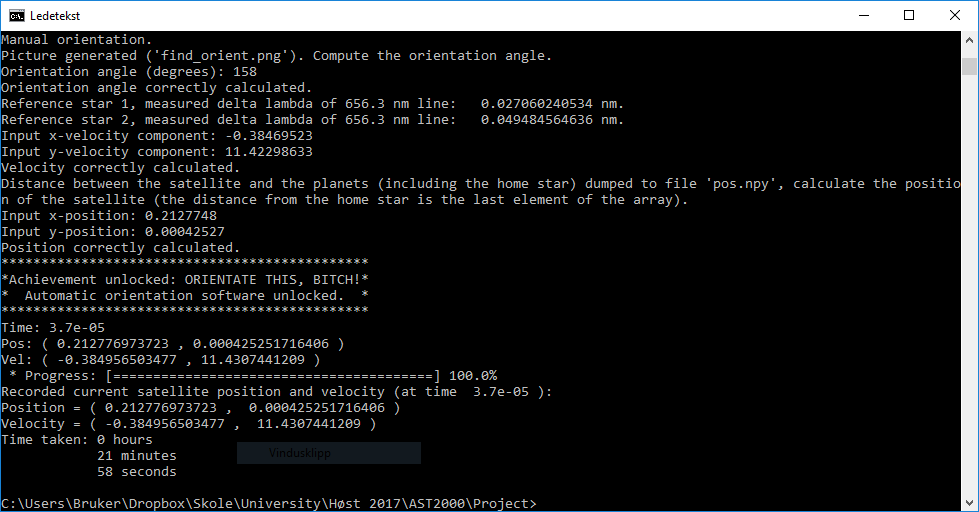 Ledetekst
Manual orientation.
Picture generated ('find_orient.png'). Compute the orientation angle.
Orientation angle (degrees): 158
Orientation angle correctly calculated.
Reference star 1, measured delta lambda of 656.3 nm line:   0.027060240534 nm.
Reference star 2, measured delta lambda of 656.3 nm line:   0.049484564636 nm.
Input x-velocity component: -0.38469523
Input y-velocity component: 11.42298633
Velocity correctly calculated.
Distance between the satellite and the planets (including the home star) dumped to file 'pos.npy', calculate the positio
n of the satellite (the distance from the home star is the last element of the array).
Input x-position: 0.2127748
Input y-position: 0.00042527
Position correctly calculated.
**********************************************
*Achievement unlocked: ORIENTATE THIS, BITCH!*
*  Automatic orientation software unlocked.  *
**********************************************
Time: 3.7e-05
Pos: ( 0.212776973723 , 0.000425251716406 )
Vel: ( -0.384956503477 , 11.4307441209 )
 * Progress: [========================================] 100.0%
Recorded current satellite position and velocity (at time  3.7e-05 ):
Position = ( 0.212776973723 ,  0.000425251716406 )
Velocity = ( -0.384956503477 ,  11.4307441209 )
Time taken: 0 hours
            21 minutes
Vindusklipp
            58 seconds
C:\Users\Bruker\Dropbox\Skole\University\Høst 2017\AST2000\Project>